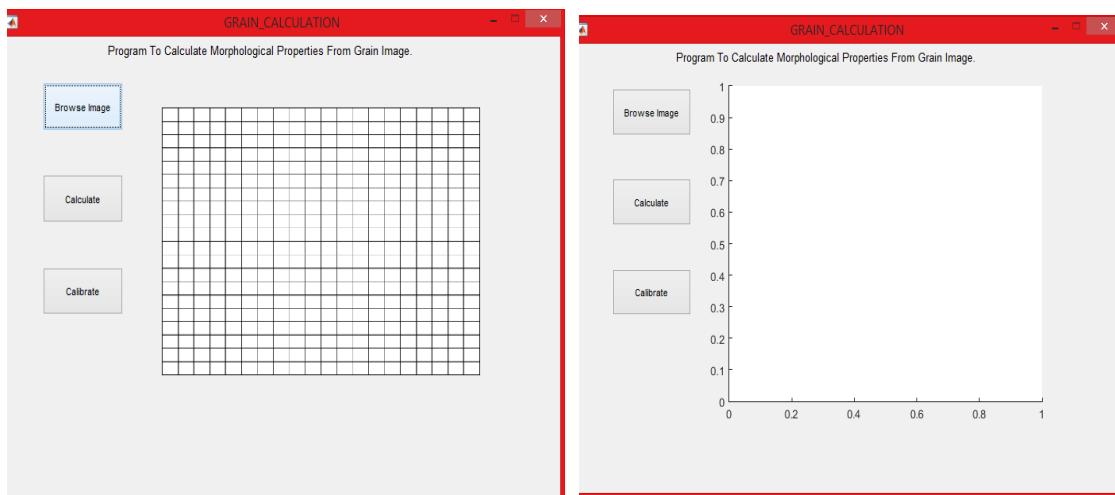 GRAIN_CALCULATION
Program To Calculate Morphological Properties From Grain Image.
Browse Image
Calculate
Calibrate
GRAIN_CALCULATION
Program To Calculate Morphological Properties From Grain Image.
Browse Image
Calculate
Calibrate
1
0.9
0.8
0.7
0.6
0.5
0.4
0.3
0.2
0.1
0
0 0.2 0.4 0.6 0.8 1